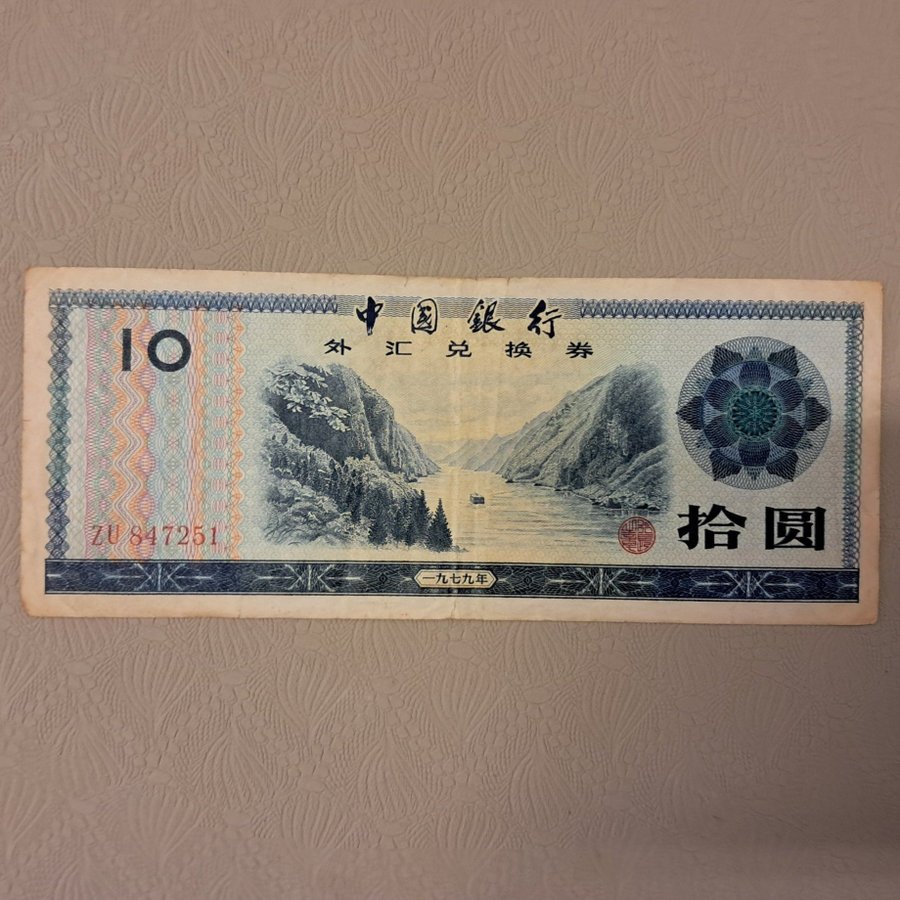 中国銀行
外汇兑换券
10
ZU 847251
拾圆
一九七九年